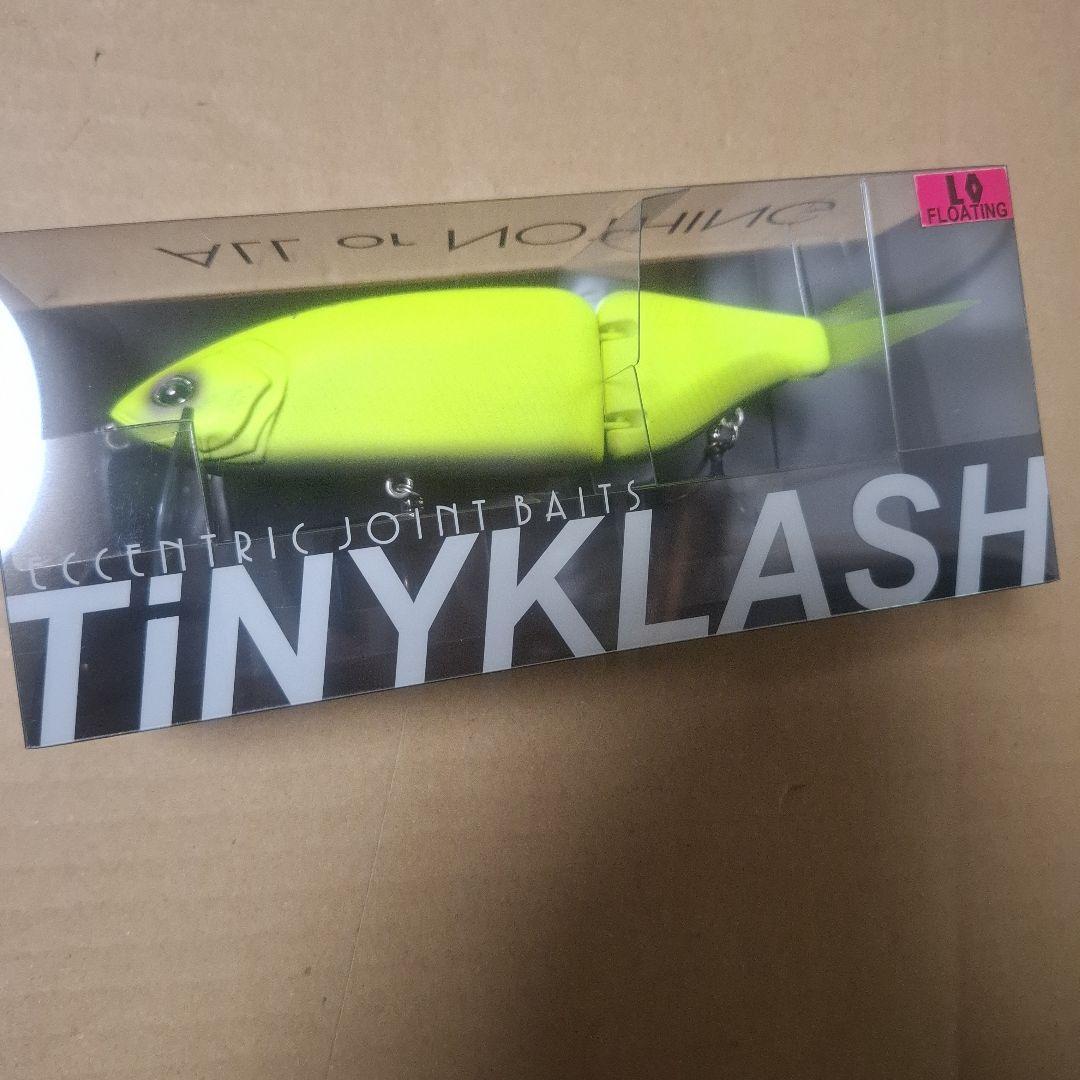 LO
FLOATING
ALL or NOTHING
ECCENTRIC JOINT BAITS
TiNYKLASH